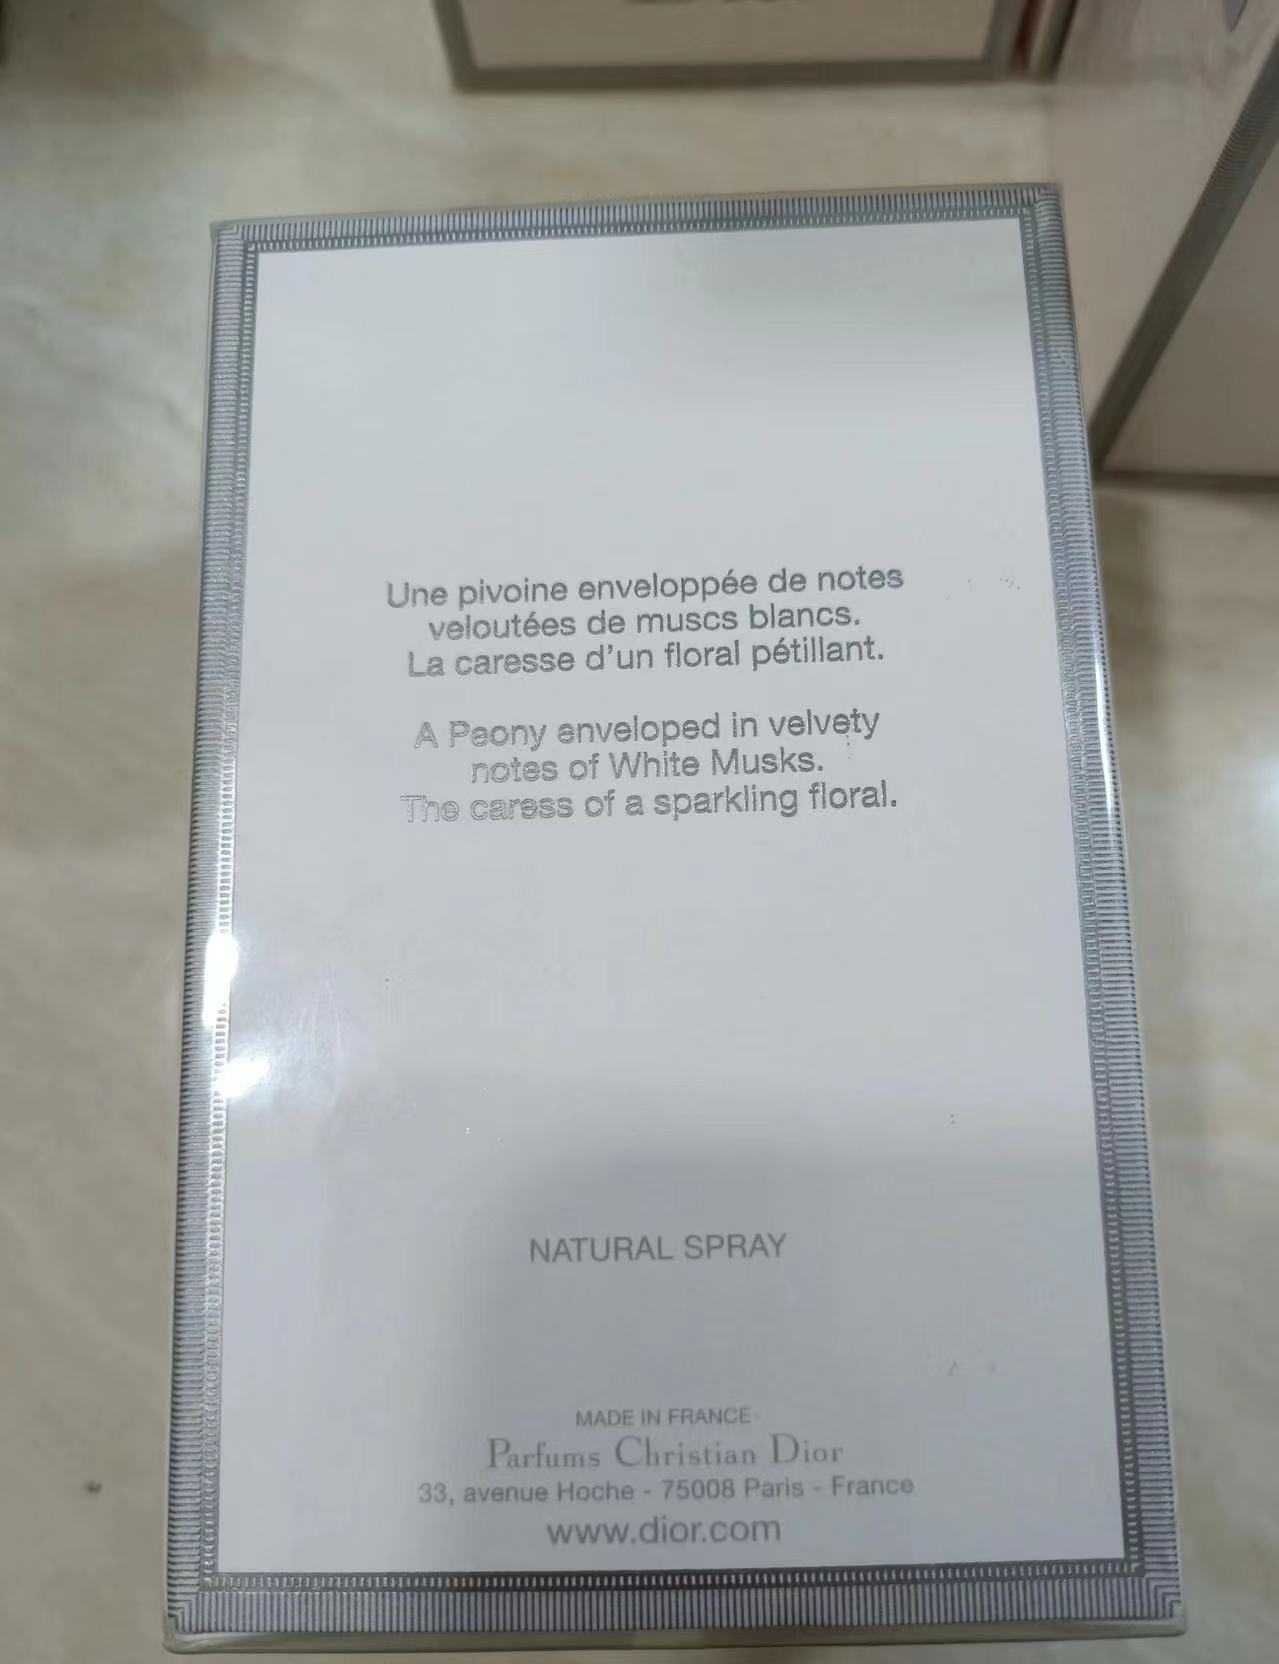 Une pivoine enveloppée de notes
veloutées de muscs blancs.
La caresse d'un floral pétillant.
A Peony enveloped in velvety
notes of White Musks.
The caress of a sparkling floral.
NATURAL SPRAY
MADE IN FRANCE
Parfums Christian Dior
33, avenue Hoche - 75008 Paris - France
www.dior.com